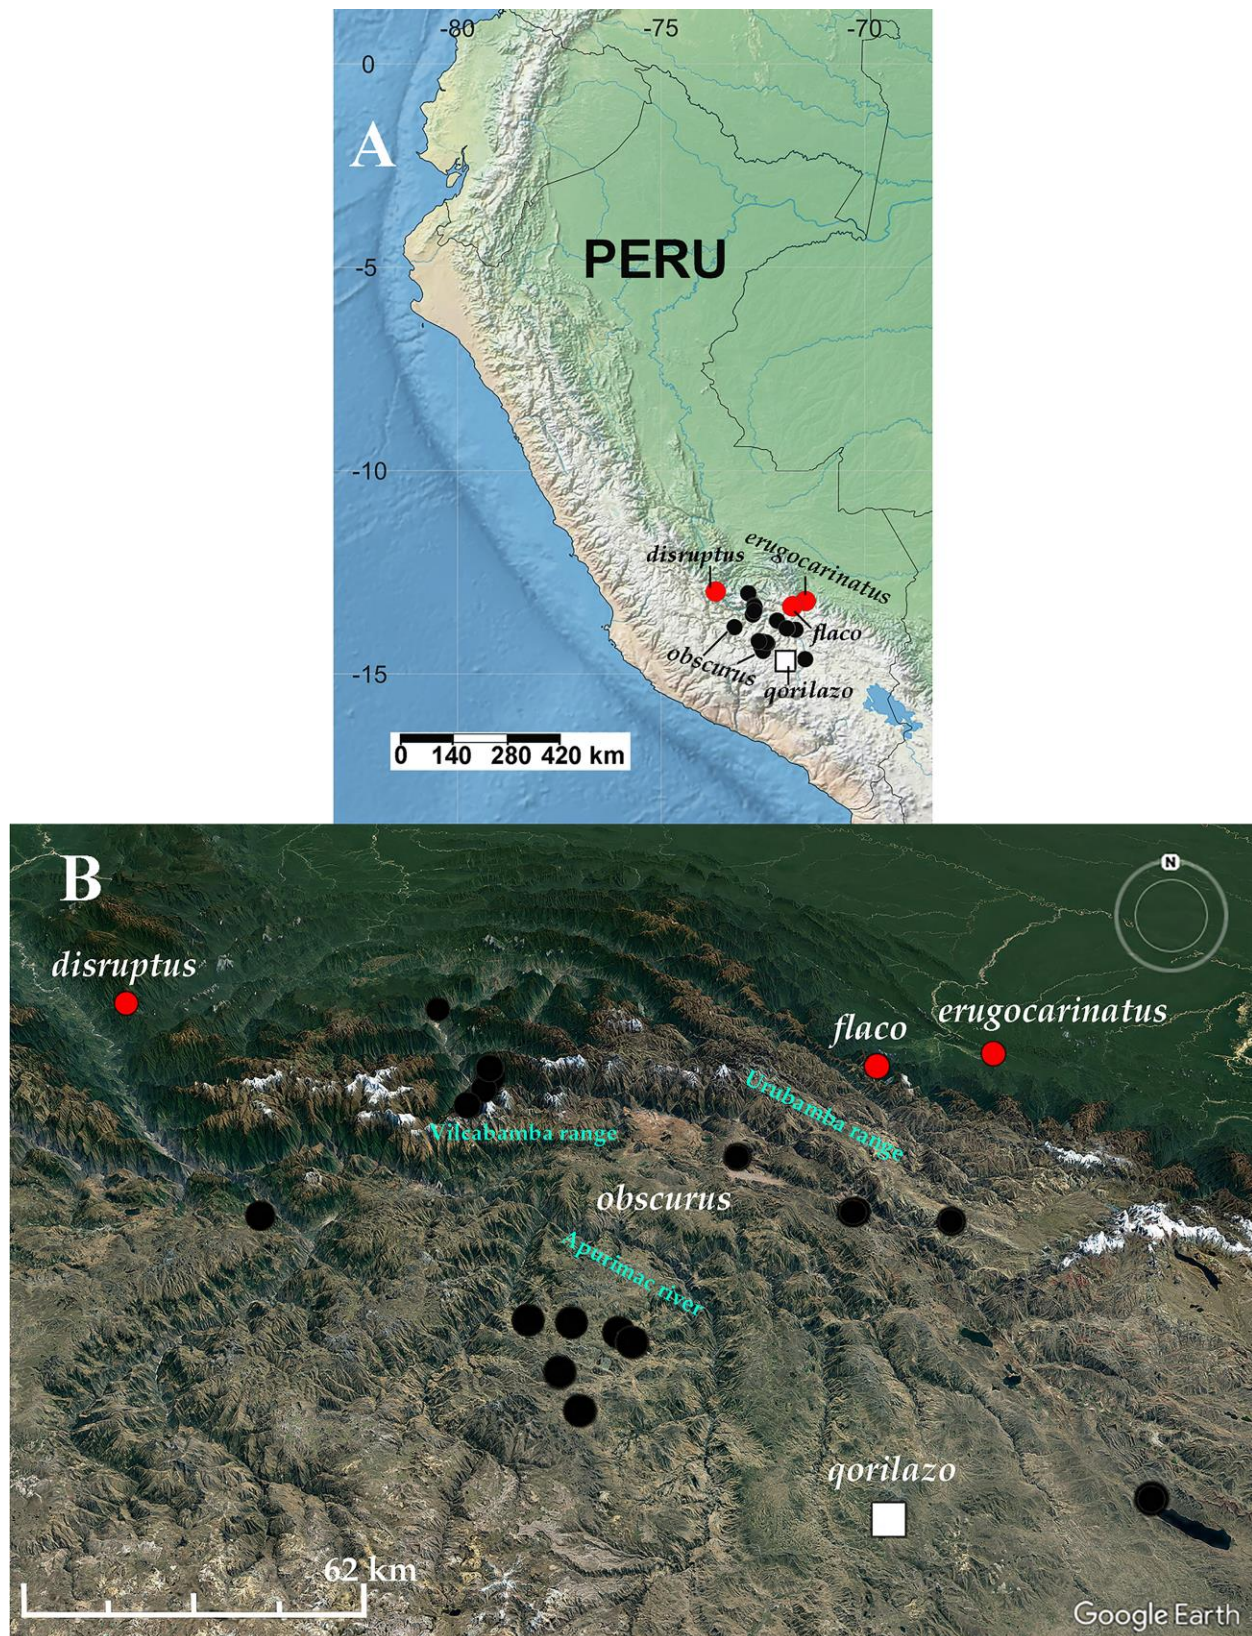 -80 -75 -70
0
A
PERU
-5
-10
disruptus
erugocarinatus
flaco
obscurus
qorilazo
-15
0 140 280 420 km
B
N
disruptus
flaco
erugocarinatus
Urubamba range
Vilcabamba range
obscurus
Apurimac river
qorilazo
62 km
Google Earth